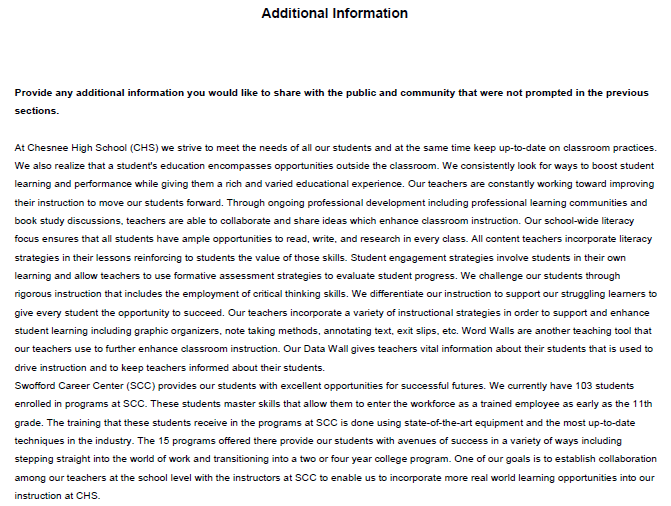 Additional Information
Provide any additional information you would like to share with the public and community that were not prompted in the previous
sections.
At Chesnee High School (CHS) we strive to meet the needs of all our students and at the same time keep up-to-date on classroom practices.
We also realize that a student's education encompasses opportunities outside the classroom. We consistently look for ways to boost student
learning and performance while giving them a rich and varied educational experience. Our teachers are constantly working toward improving
their instruction to move our students forward. Through ongoing professional development including professional learning communities and
book study discussions, teachers are able to collaborate and share ideas which enhance classroom instruction. Our school-wide literacy
focus ensures that all students have ample opportunities to read, write, and research in every class. All content teachers incorporate literacy
strategies in their lessons reinforcing to students the value of those skills. Student engagement strategies involve students in their own
learning and allow teachers to use formative assessment strategies to evaluate student progress. We challenge our students through
rigorous instruction that includes the employment of critical thinking skills. We differentiate our instruction to support our struggling learners to
give every student the opportunity to succeed. Our teachers incorporate a variety of instructional strategies in order to support and enhance
student learning including graphic organizers, note taking methods, annotating text, exit slips, etc. Word Walls are another teaching tool that
our teachers use to further enhance classroom instruction. Our Data Wall gives teachers vital information about their students that is used to
drive instruction and to keep teachers informed about their students.
Swofford Career Center (SCC) provides our students with excellent opportunities for successful futures. We currently have 103 students
enrolled in programs at SCC. These students master skills that allow them to enter the workforce as a trained employee as early as the 11th
grade. The training that these students receive in the programs at SCC is done using state-of-the-art equipment and the most up-to-date
techniques in the industry. The 15 programs offered there provide our students with avenues of success in a variety of ways including
stepping straight into the world of work and transitioning into a two or four year college program. One of our goals is to establish collaboration
among our teachers at the school level with the instructors at SCC to enable us to incorporate more real world learning opportunities into our
instruction at CHS.